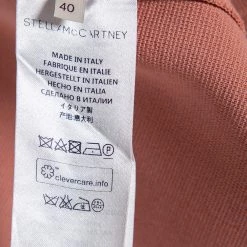 40
STELLA McCARTNEY
MADE IN ITALY
FABRIQUE EN ITALIE
HERGESTELLT IN ITALIEN
HECHO EN ITALIA
СДЕЛАНО В ИТАЛИИ
イタリア製
产地:意大利
clevercare.info